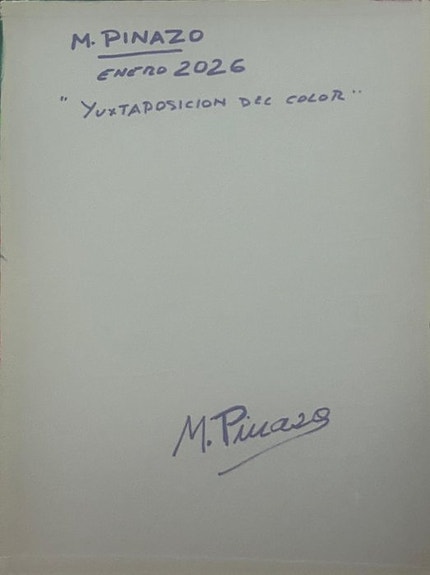 M. PINAZO
ENERO 2026
"YUXTAPOSICION DEL COLOR"
M. Pinazo